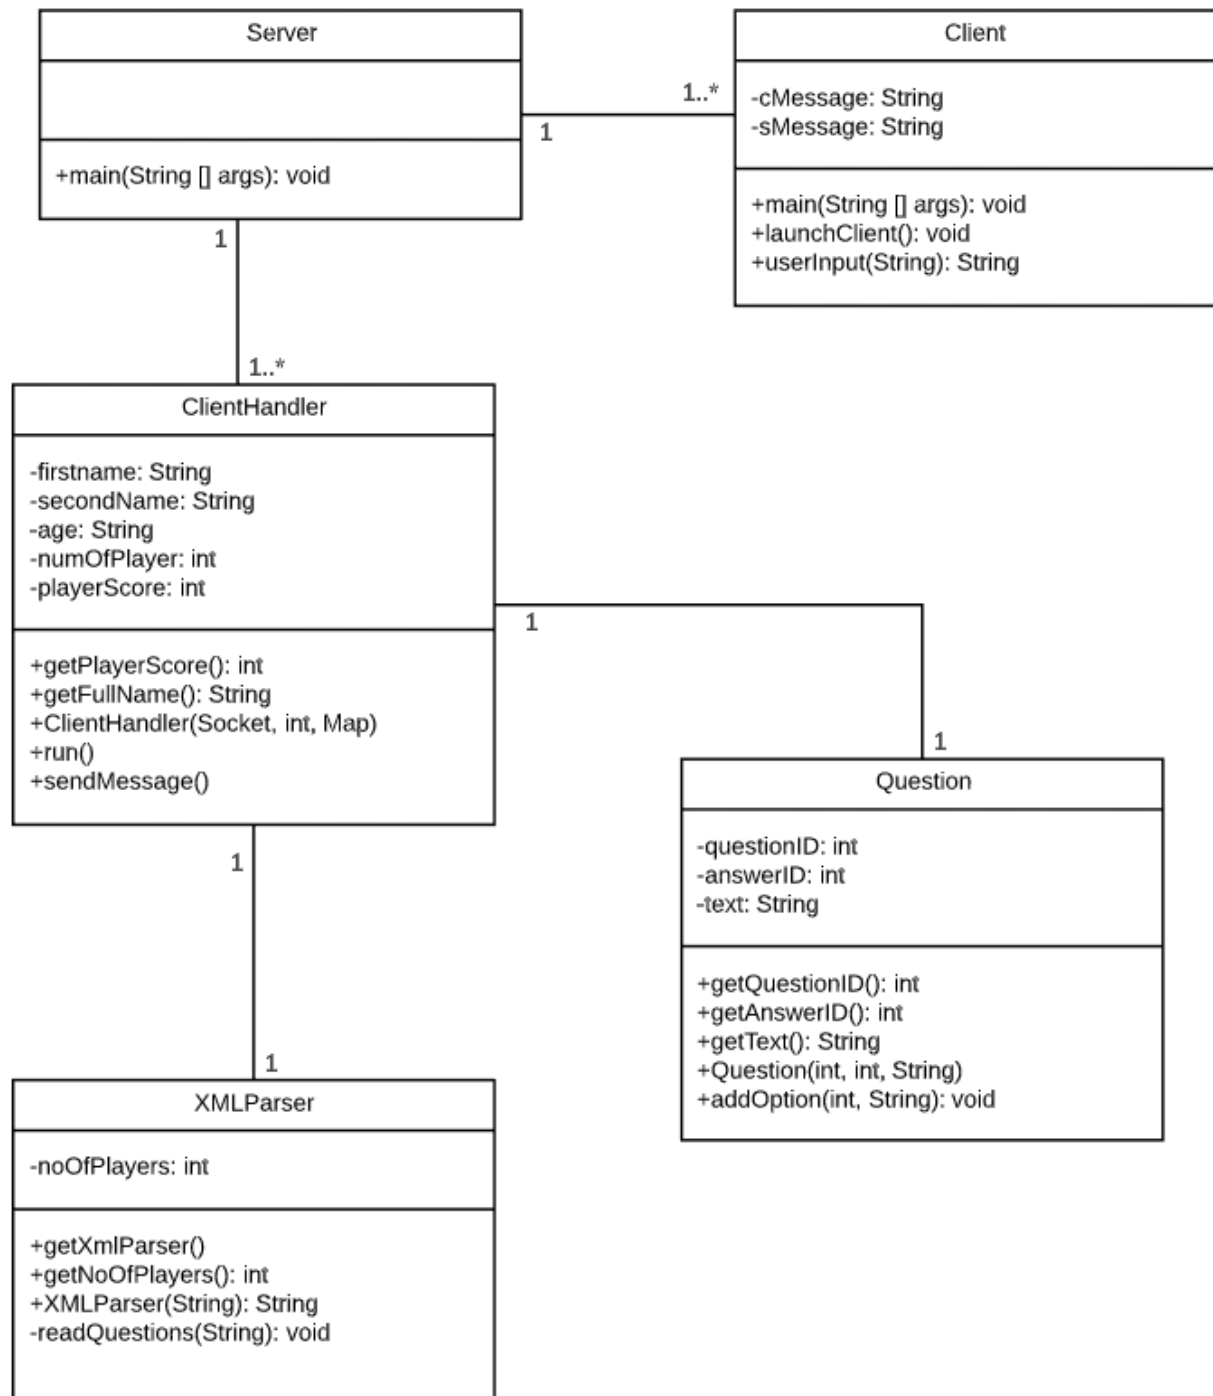 Server
+main(String [] args): void
Client
-cMessage: String
-sMessage: String
+main(String [] args): void
+launchClient(): void
+userInput(String): String
1..*
1
1
1..*
ClientHandler
-firstname: String
-secondName: String
-age: String
-numOfPlayer: int
-playerScore: int
+getPlayerScore(): int
+getFullName(): String
+ClientHandler(Socket, int, Map)
+run()
+sendMessage()
1
1
Question
-questionID: int
-answerID: int
-text: String
+getQuestionID(): int
+getAnswerID(): int
+getText(): String
+Question(int, int, String)
+addOption(int, String): void
1
1
XMLParser
-noOfPlayers: int
+getXmlParser()
+getNoOfPlayers(): int
+XMLParser(String): String
-readQuestions(String): void